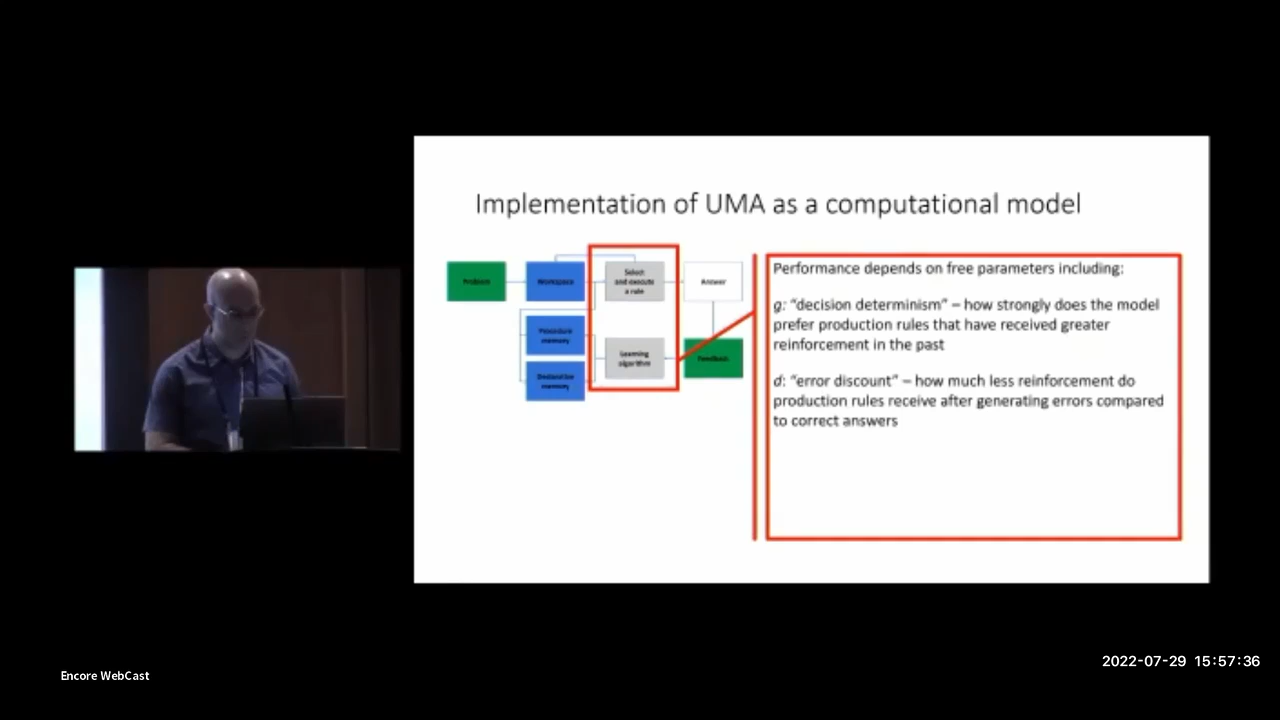 Implementation of UMA as a computational model
Problem
Workspace
Select
and execute
a rule
Answer
Procedure
memory
Declarative
memory
Learning
algorithm
Feedback
Performance depends on free parameters including:
g: “decision determinism” – how strongly does the model
prefer production rules that have received greater
reinforcement in the past
d: “error discount” – how much less reinforcement do
production rules receive after generating errors compared
to correct answers
2022-07-29 15:57:36
Encore WebCast